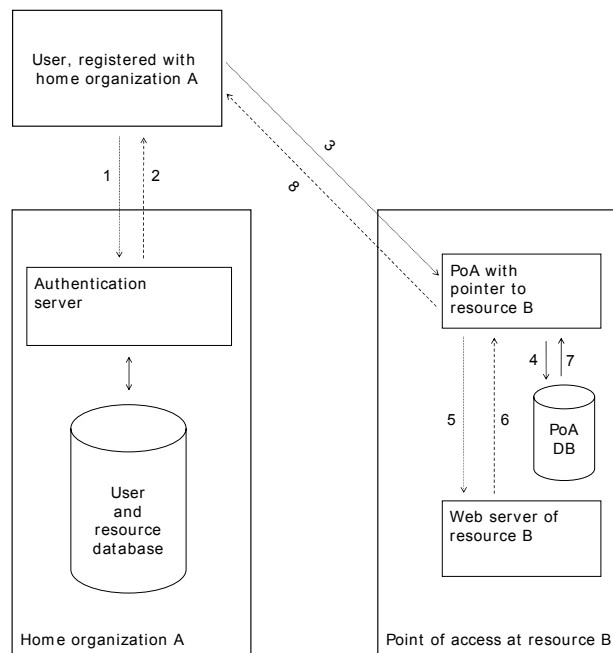 User, registered with
home organization A
1
2
3
8
Authentication
server
PoA with
pointer to
resource B
4
7
5
6
PoA
DB
User
and
resource
database
Web server of
resource B
Home organization A
Point of access at resource B